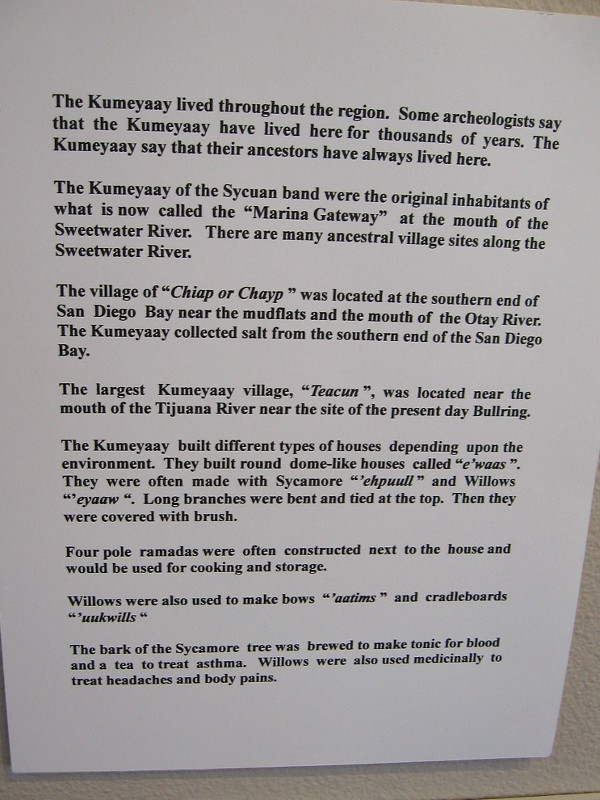 The Kumeyaay lived throughout the region. Some archeologists say
that the Kumeyaay have lived here for thousands of years. The
Kumeyaay say that their ancestors have always lived here.
The Kumeyaay of the Sycuan band were the original inhabitants of
what is now called the “Marina Gateway” at the mouth of the
Sweetwater River. There are many ancestral village sites along the
Sweetwater River.
The village of “Chiap or Chayp ” was located at the southern end of
San Diego Bay near the mudflats and the mouth of the Otay River.
The Kumeyaay collected salt from the southern end of the San Diego
Bay.
The largest Kumeyaay village, “Teacun ”, was located near the
mouth of the Tijuana River near the site of the present day Bullring.
The Kumeyaay built different types of houses depending upon the
environment. They built round dome-like houses called “e’waas ”.
They were often made with Sycamore “’ehpuull ” and Willows
“’eyaaw “. Long branches were bent and tied at the top. Then they
were covered with brush.
Four pole ramadas were often constructed next to the house and
would be used for cooking and storage.
Willows were also used to make bows “’aatims ” and cradleboards
“’uukwills “
The bark of the Sycamore tree was brewed to make tonic for blood
and a tea to treat asthma. Willows were also used medicinally to
treat headaches and body pains.